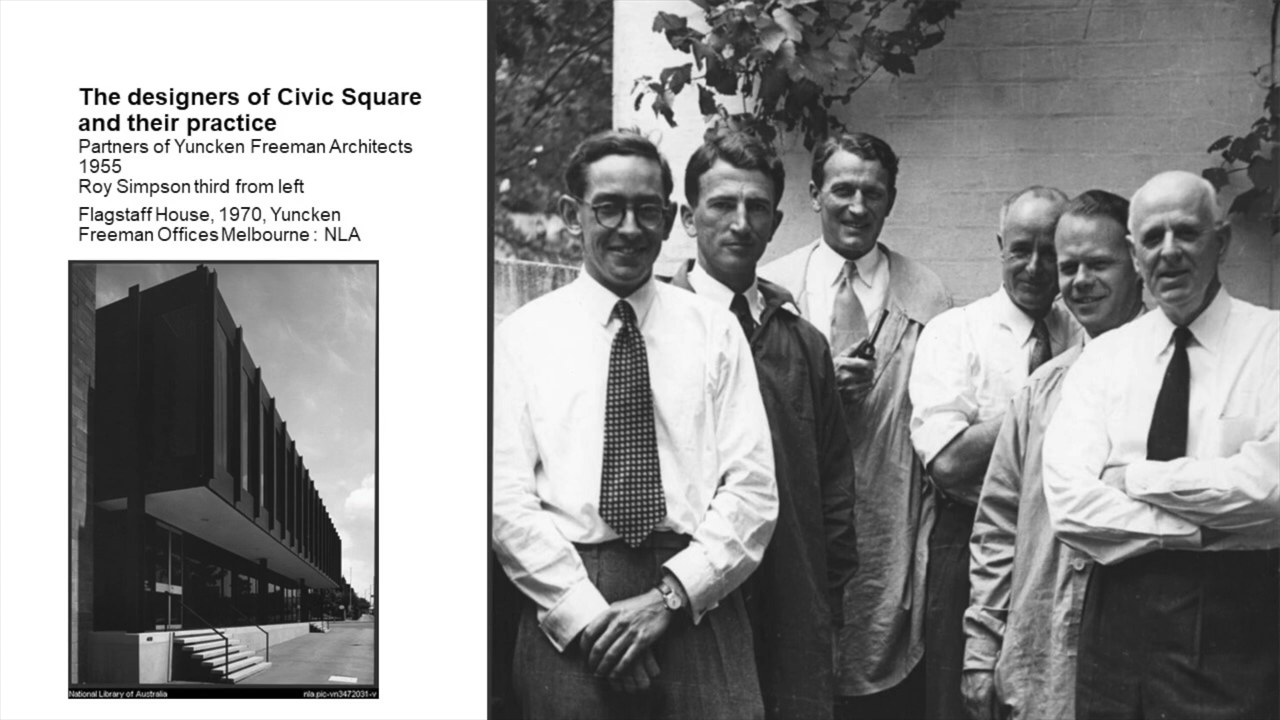 The designers of Civic Square
and their practice
Partners of Yuncken Freeman Architects
1955
Roy Simpson third from left
Flagstaff House, 1970, Yuncken
Freeman Offices Melbourne : NLA
National Library of Australia nla.pic-vn3472031-v